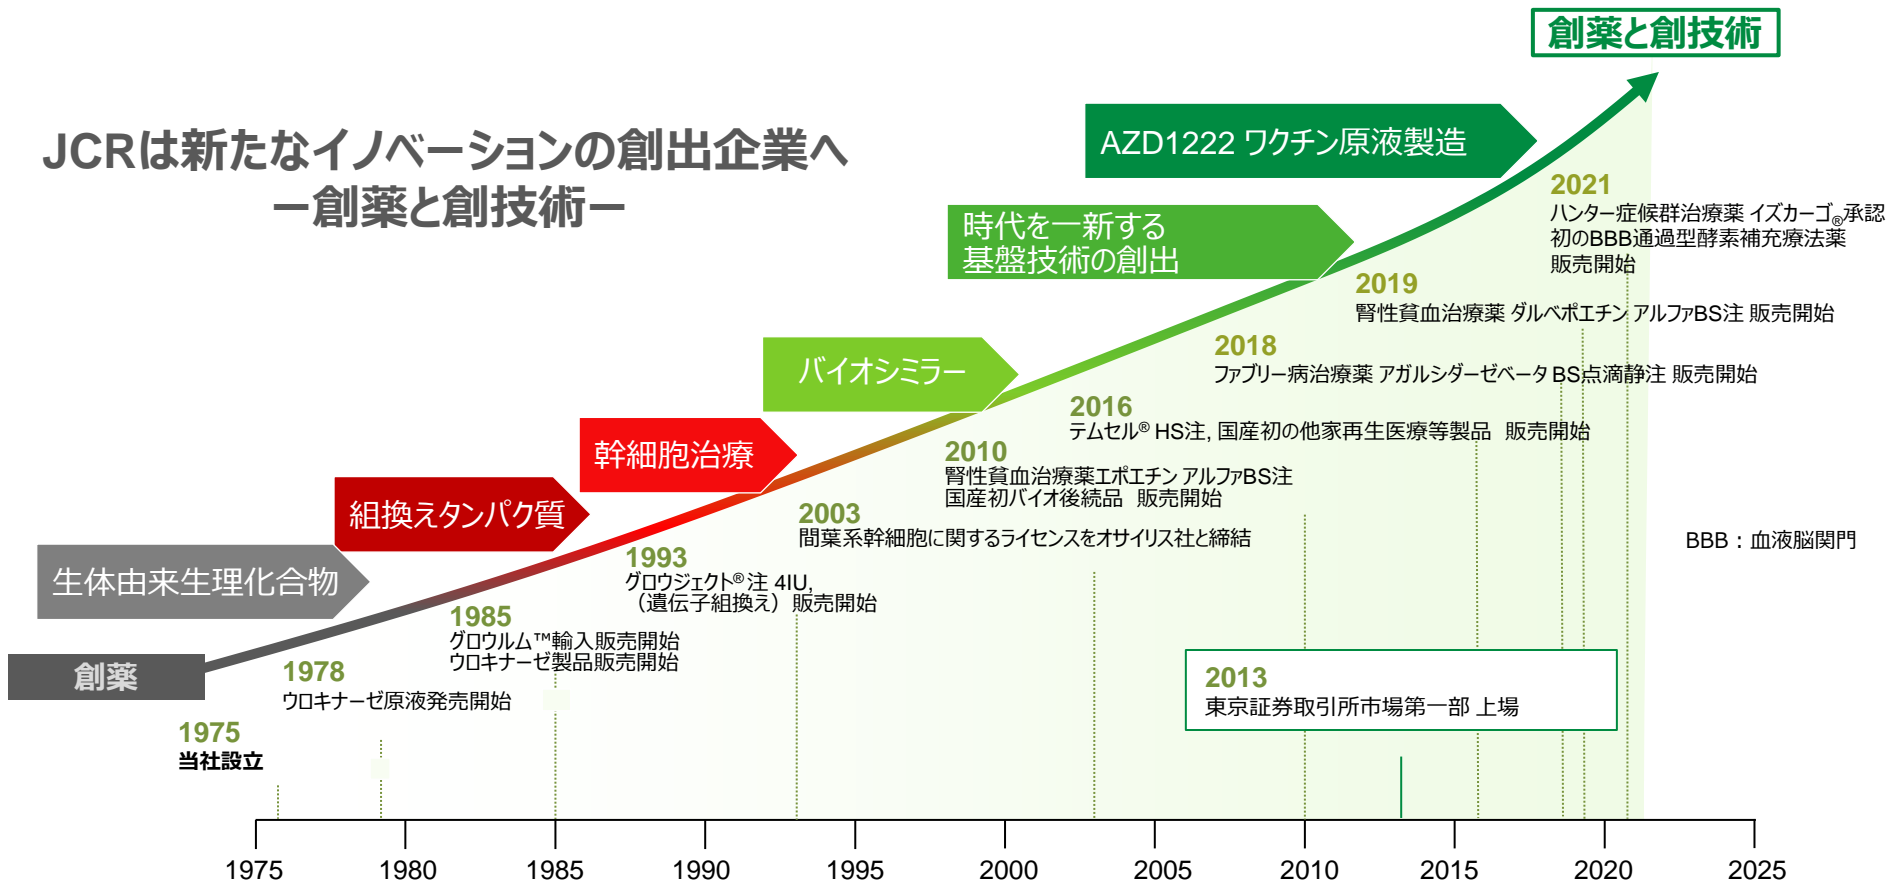 創薬と創技術
JCRは新たなイノベーションの創出企業へ
ー創薬と創技術ー
AZD1222 ワクチン原液製造
時代を一新する
基盤技術の創出
バイオシミラー
幹細胞治療
組換えタンパク質
生体由来生理化合物
創薬
1975
当社設立
1978
ウロキナーゼ原液発売開始
1985
グロウルム™輸入販売開始
ウロキナーゼ製品販売開始
1993
グロウジェクト®注 4IU,
（遺伝子組換え）販売開始
2003
間葉系幹細胞に関するライセンスをオサイリス社と締結
2010
腎性貧血治療薬エポエチン アルファBS注
国産初バイオ後続品 販売開始
2016
テムセル® HS注, 国産初の他家再生医療等製品 販売開始
2018
ファブリー病治療薬 アガルシダーゼベータ BS点滴静注 販売開始
2019
腎性貧血治療薬 ダルベポエチン アルファBS注 販売開始
2021
ハンター症候群治療薬 イズカーゴ®承認
初のBBB通過型酵素補充療法薬
販売開始
BBB：血液脳関門
2013
東京証券取引所市場第一部 上場
1975 1980 1985 1990 1995 2000 2005 2010 2015 2020 2025